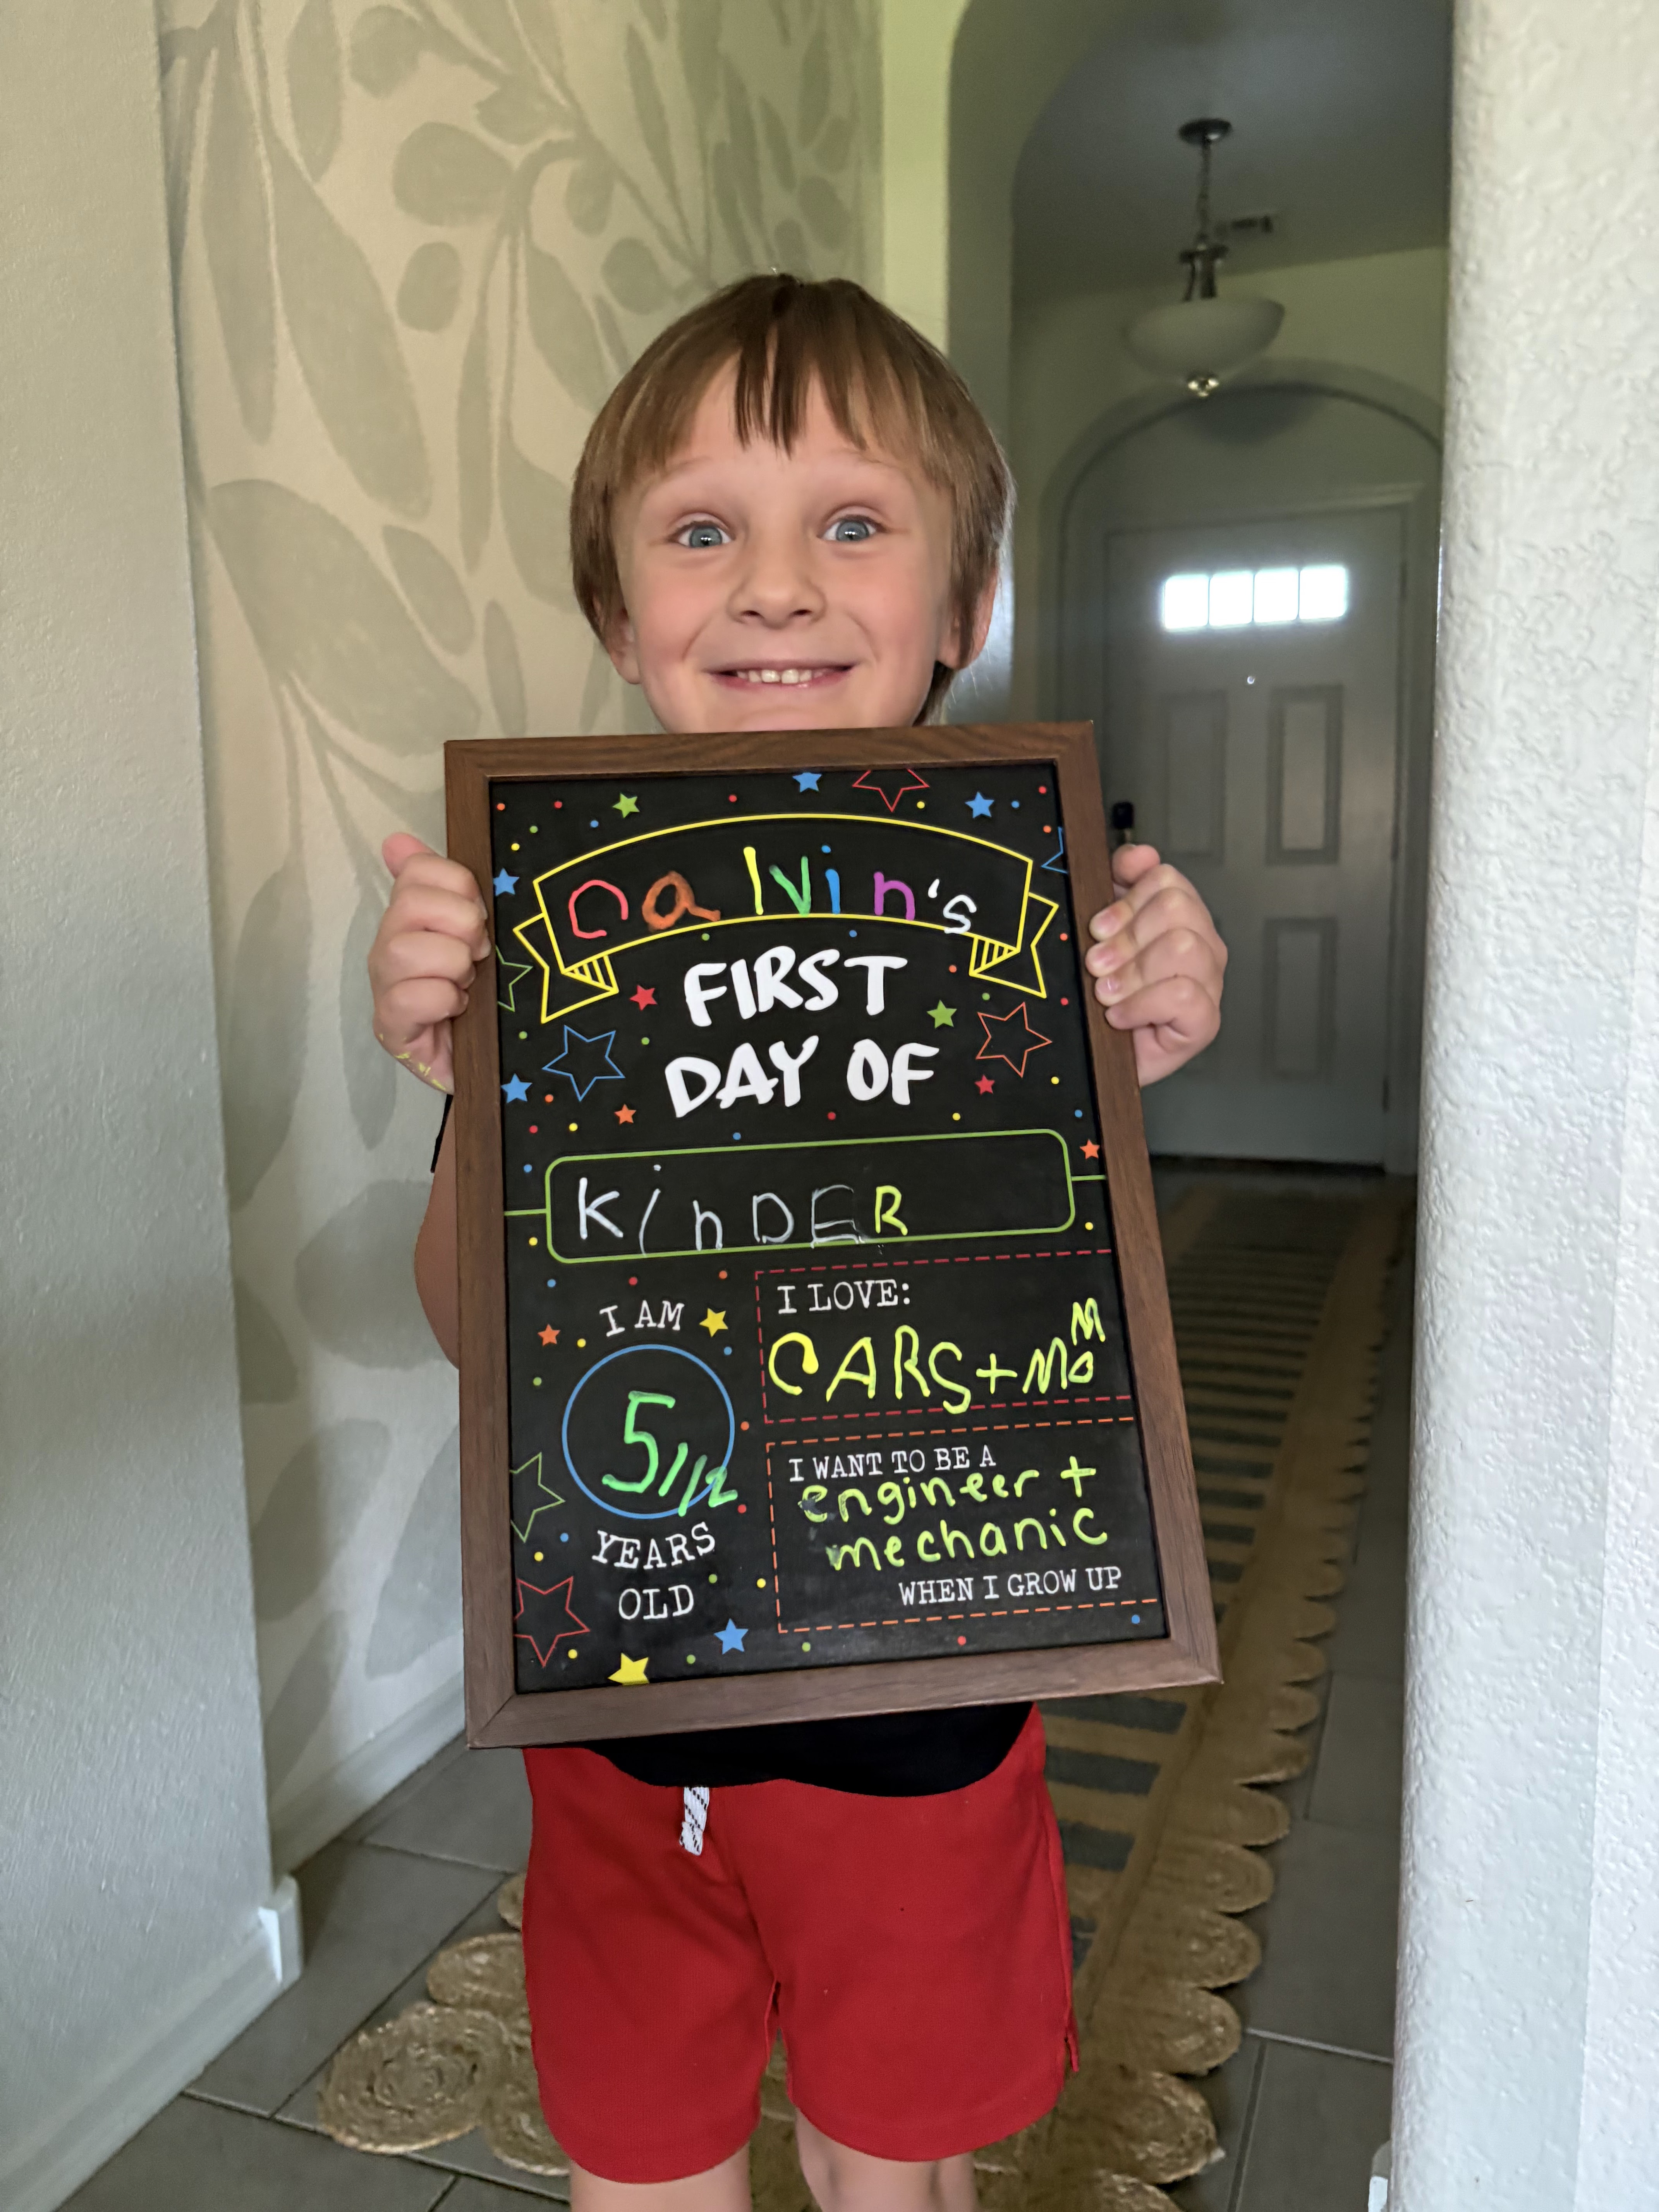 Calvin's
FIRST
DAY OF
KinDER
I AM
5 1/2
YEARS
OLD
I LOVE:
CARS + MOM
I WANT TO BE A
engineer +
mechanic
WHEN I GROW UP